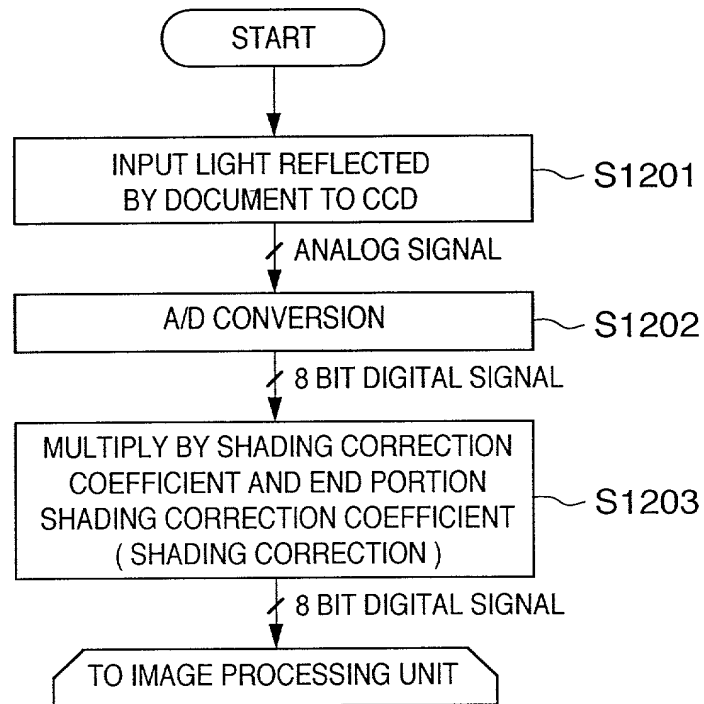 START
INPUT LIGHT REFLECTED
BY DOCUMENT TO CCD
S1201
ANALOG SIGNAL
A/D CONVERSION
S1202
8 BIT DIGITAL SIGNAL
MULTIPLY BY SHADING CORRECTION
COEFFICIENT AND END PORTION
SHADING CORRECTION COEFFICIENT
( SHADING CORRECTION )
S1203
8 BIT DIGITAL SIGNAL
TO IMAGE PROCESSING UNIT